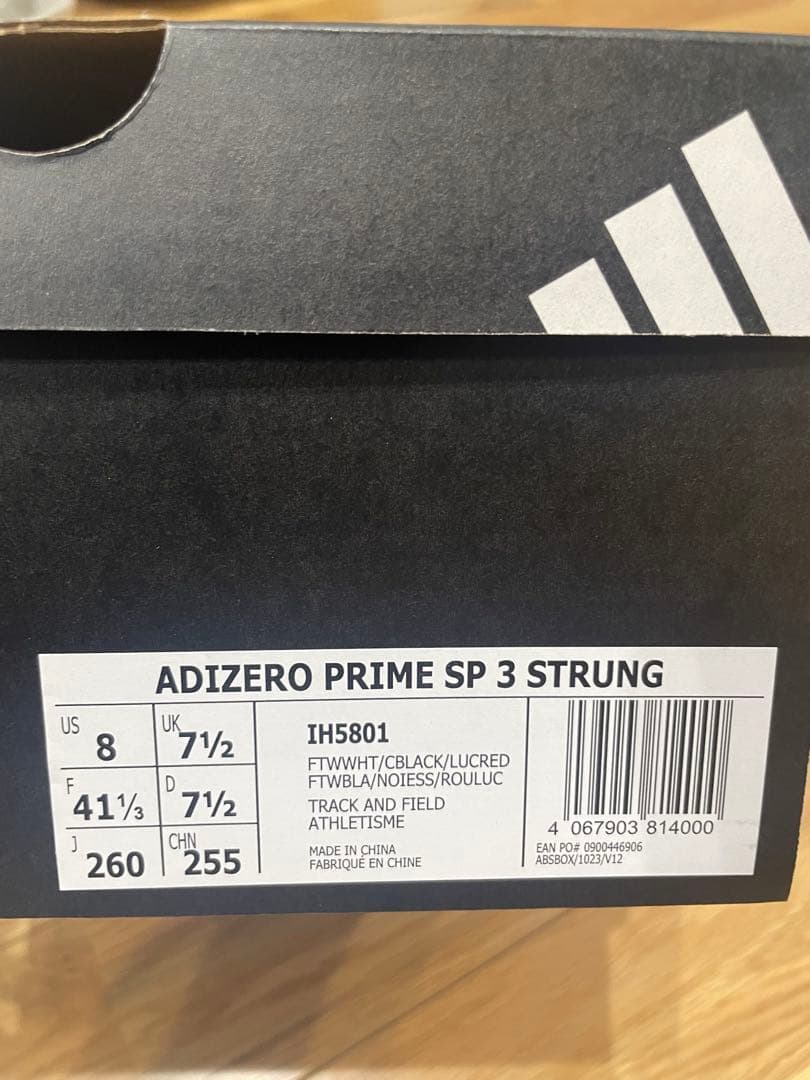 ADIZERO PRIME SP 3 STRUNG
US 8 UK 7½
F 41⅓ D 7½
J 260 CHN 255
IH5801
FTWWHT/CBLACK/LUCRED
FTWBLA/NOIESS/ROULUC
TRACK AND FIELD
ATHLETISME
MADE IN CHINA
FABRIQUÉ EN CHINE
4 067903 814000
EAN PO# 0900446906
ABSBOX/1023/V12